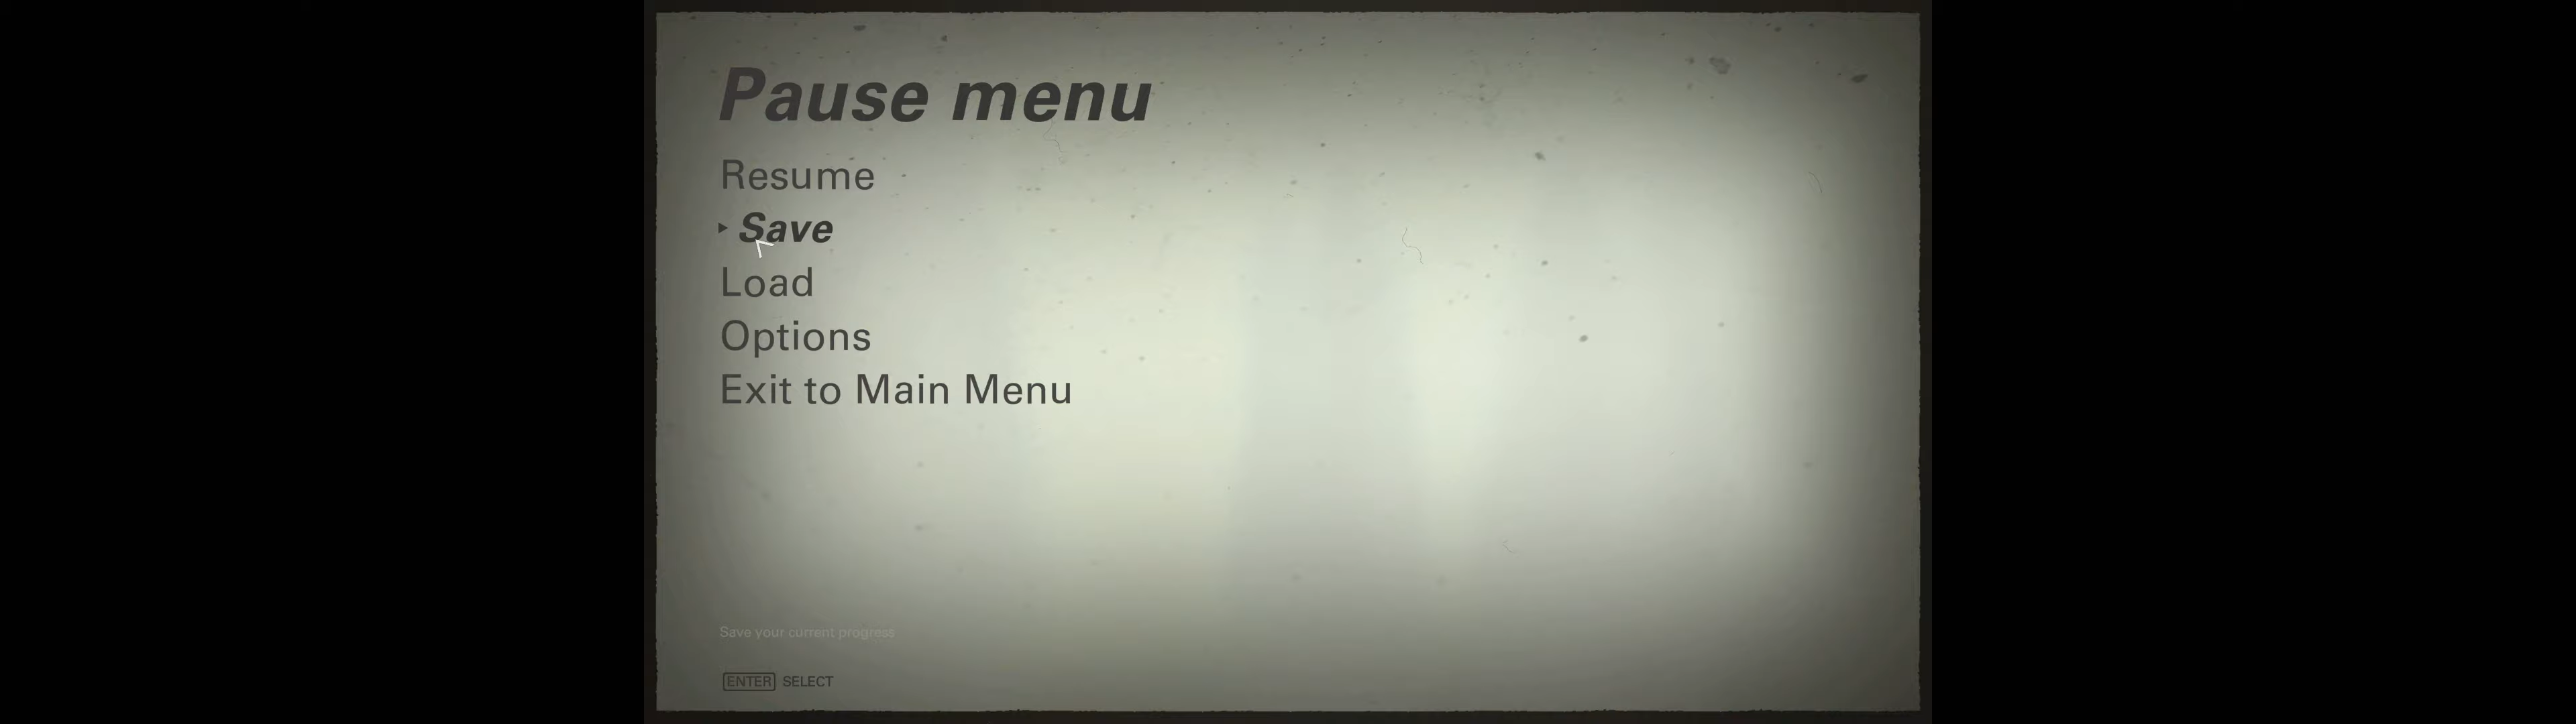 Pause menu
Resume
Save
Load
Options
Exit to Main Menu
Save your current progress
ENTER SELECT